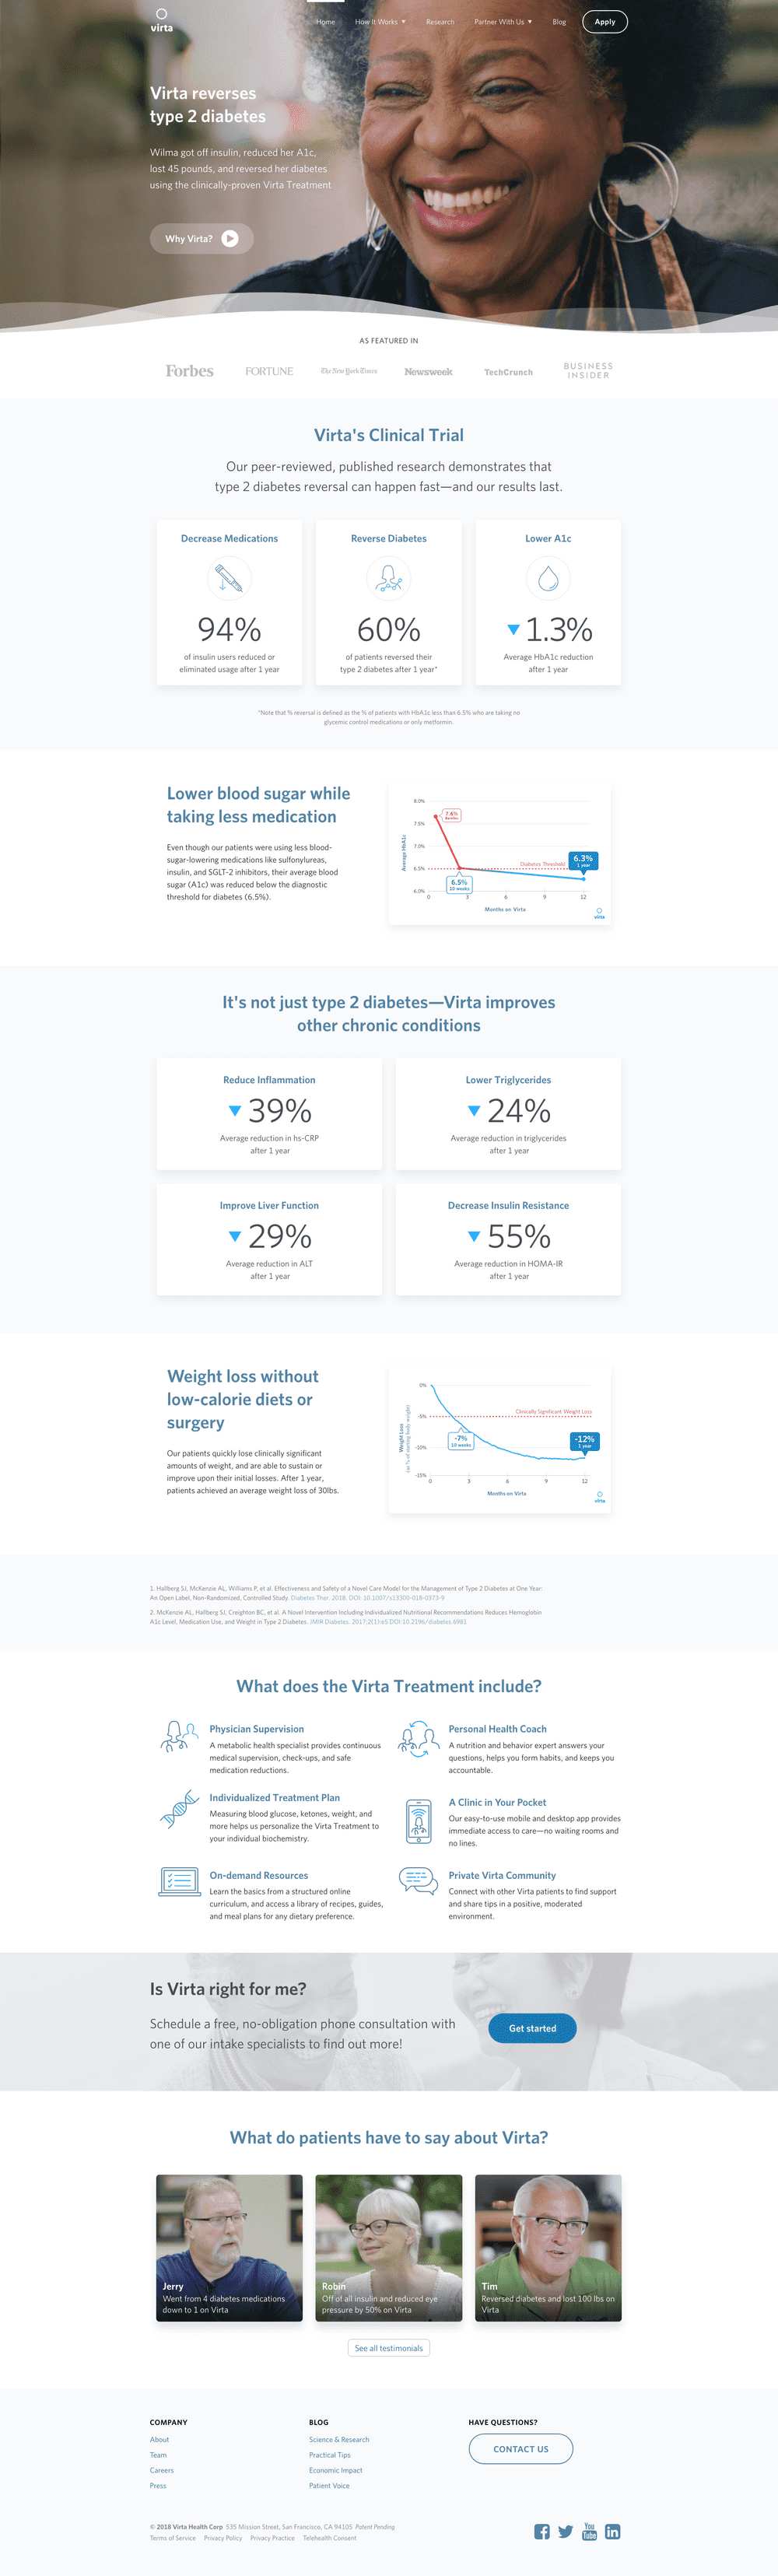 virta
Home How it Works Research Partner With Us Blog Apply
Virta reverses
type 2 diabetes
Wilma got off insulin, reduced her A1c,
lost 45 pounds, and reversed her diabetes
using the clinically-proven Virta Treatment
Why Virta?
AS FEATURED IN
Forbes FORTUNE The New York Times Newsweek TechCrunch BUSINESS
INSIDER
Virta's Clinical Trial
Our peer-reviewed, published research demonstrates that
type 2 diabetes reversal can happen fast—and our results last.
Decrease Medications
94%
of insulin users reduced or
eliminated usage after 1 year
Reverse Diabetes
60%
of patients reversed their
type 2 diabetes after 1 year*
Lower A1c
1.3%
Average HbA1c reduction
after 1 year
*Note that % reversal is defined as the % of patients with HbA1c less than 6.5% who are taking no
glycemic control medications or only metformin.
Lower blood sugar while
taking less medication
Even though our patients were using less blood-
sugar-lowering medications like sulfonylureas,
insulin, and SGLT-2 inhibitors, their average blood
sugar (A1c) was reduced below the diagnostic
threshold for diabetes (6.5%).
Average HbA1c
8.0%
7.5%
7.0%
6.5%
6.0%
7.6%
6.5%
10 weeks
Diabetes Threshold
6.3%
1 year
0 3 6 9 12
Months on Virta
virta
It's not just type 2 diabetes—Virta improves
other chronic conditions
Reduce Inflammation
39%
Average reduction in hs-CRP
after 1 year
Lower Triglycerides
24%
Average reduction in triglycerides
after 1 year
Improve Liver Function
29%
Average reduction in ALT
after 1 year
Decrease Insulin Resistance
55%
Average reduction in HOMA-IR
after 1 year
Weight loss without
low-calorie diets or
surgery
Our patients quickly lose clinically significant
amounts of weight, and are able to sustain or
improve upon their initial losses. After 1 year,
patients achieved an average weight loss of 30lbs.
Weight Loss
(as % of starting body weight)
0%
-5%
-10%
-15%
Clinically Significant Weight Loss
-7%
10 weeks
-12%
1 year
0 3 6 9 12
Months on Virta
virta
1. Hallberg SJ, McKenzie AL, Williams P, et al. Effectiveness and Safety of a Novel Care Model for the Management of Type 2 Diabetes at One Year:
An Open Label, Non-Randomized, Controlled Study. Diabetes Ther. 2018. DOI: 10.1007/s13300-018-0373-9
2. McKenzie AL, Hallberg SJ, Creighton BC, et al. A Novel Intervention Including Individualized Nutritional Recommendations Reduces Hemoglobin
A1c Level, Medication Use, and Weight in Type 2 Diabetes. JMIR Diabetes. 2017;2(1):e5 DOI:10.2196/diabetes.6981
What does the Virta Treatment include?
Physician Supervision
A metabolic health specialist provides continuous
medical supervision, check-ups, and safe
medication reductions.
Personal Health Coach
A nutrition and behavior expert answers your
questions, helps you form habits, and keeps you
accountable.
Individualized Treatment Plan
Measuring blood glucose, ketones, weight, and
more helps us personalize the Virta Treatment to
your individual biochemistry.
A Clinic in Your Pocket
Our easy-to-use mobile and desktop app provides
immediate access to care—no waiting rooms and
no lines.
On-demand Resources
Learn the basics from a structured online
curriculum, and access a library of recipes, guides,
and meal plans for any dietary preference.
Private Virta Community
Connect with other Virta patients to find support
and share tips in a positive, moderated
environment.
Is Virta right for me?
Schedule a free, no-obligation phone consultation with
one of our intake specialists to find out more!
Get started
What do patients have to say about Virta?
Jerry
Went from 4 diabetes medications
down to 1 on Virta
Robin
Off of all insulin and reduced eye
pressure by 50% on Virta
Tim
Reversed diabetes and lost 100 lbs on
Virta
See all testimonials
COMPANY
About
Team
Careers
Press
BLOG
Science & Research
Practical Tips
Economic Impact
Patient Voice
HAVE QUESTIONS?
CONTACT US
© 2018 Virta Health Corp 535 Mission Street, San Francisco, CA 94105 Patent Pending
Terms of Service Privacy Policy Privacy Practice Telehealth Consent
You
Tube
in